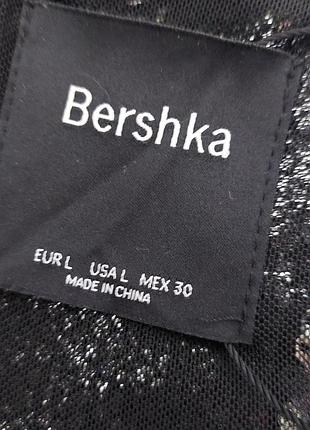 Bershka
EUR L USA L MEX 30
MADE IN CHINA